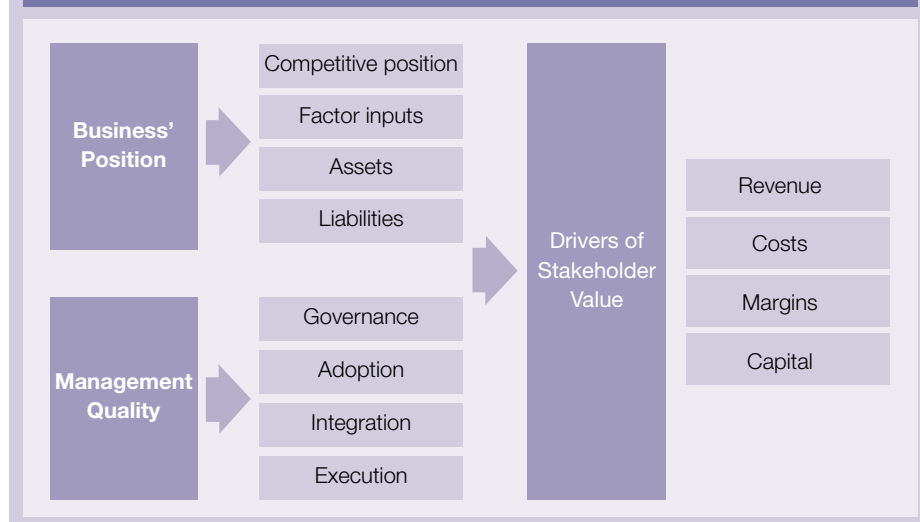 Business’
Position
Competitive position
Factor inputs
Assets
Liabilities
Management
Quality
Governance
Adoption
Integration
Execution
Drivers of
Stakeholder
Value
Revenue
Costs
Margins
Capital